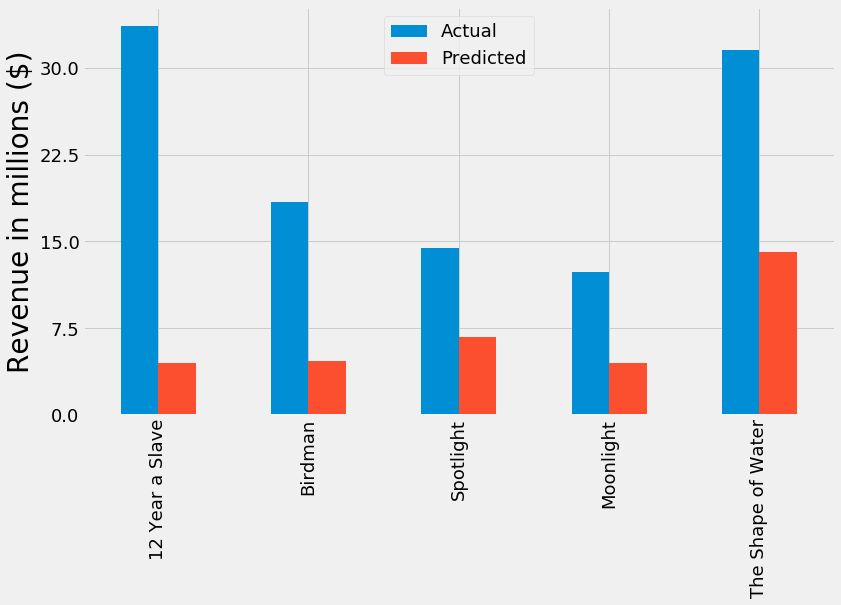 Actual
Predicted
Revenue in millions ($)
30.0
22.5
15.0
7.5
0.0
12 Year a Slave
Birdman
Spotlight
Moonlight
The Shape of Water